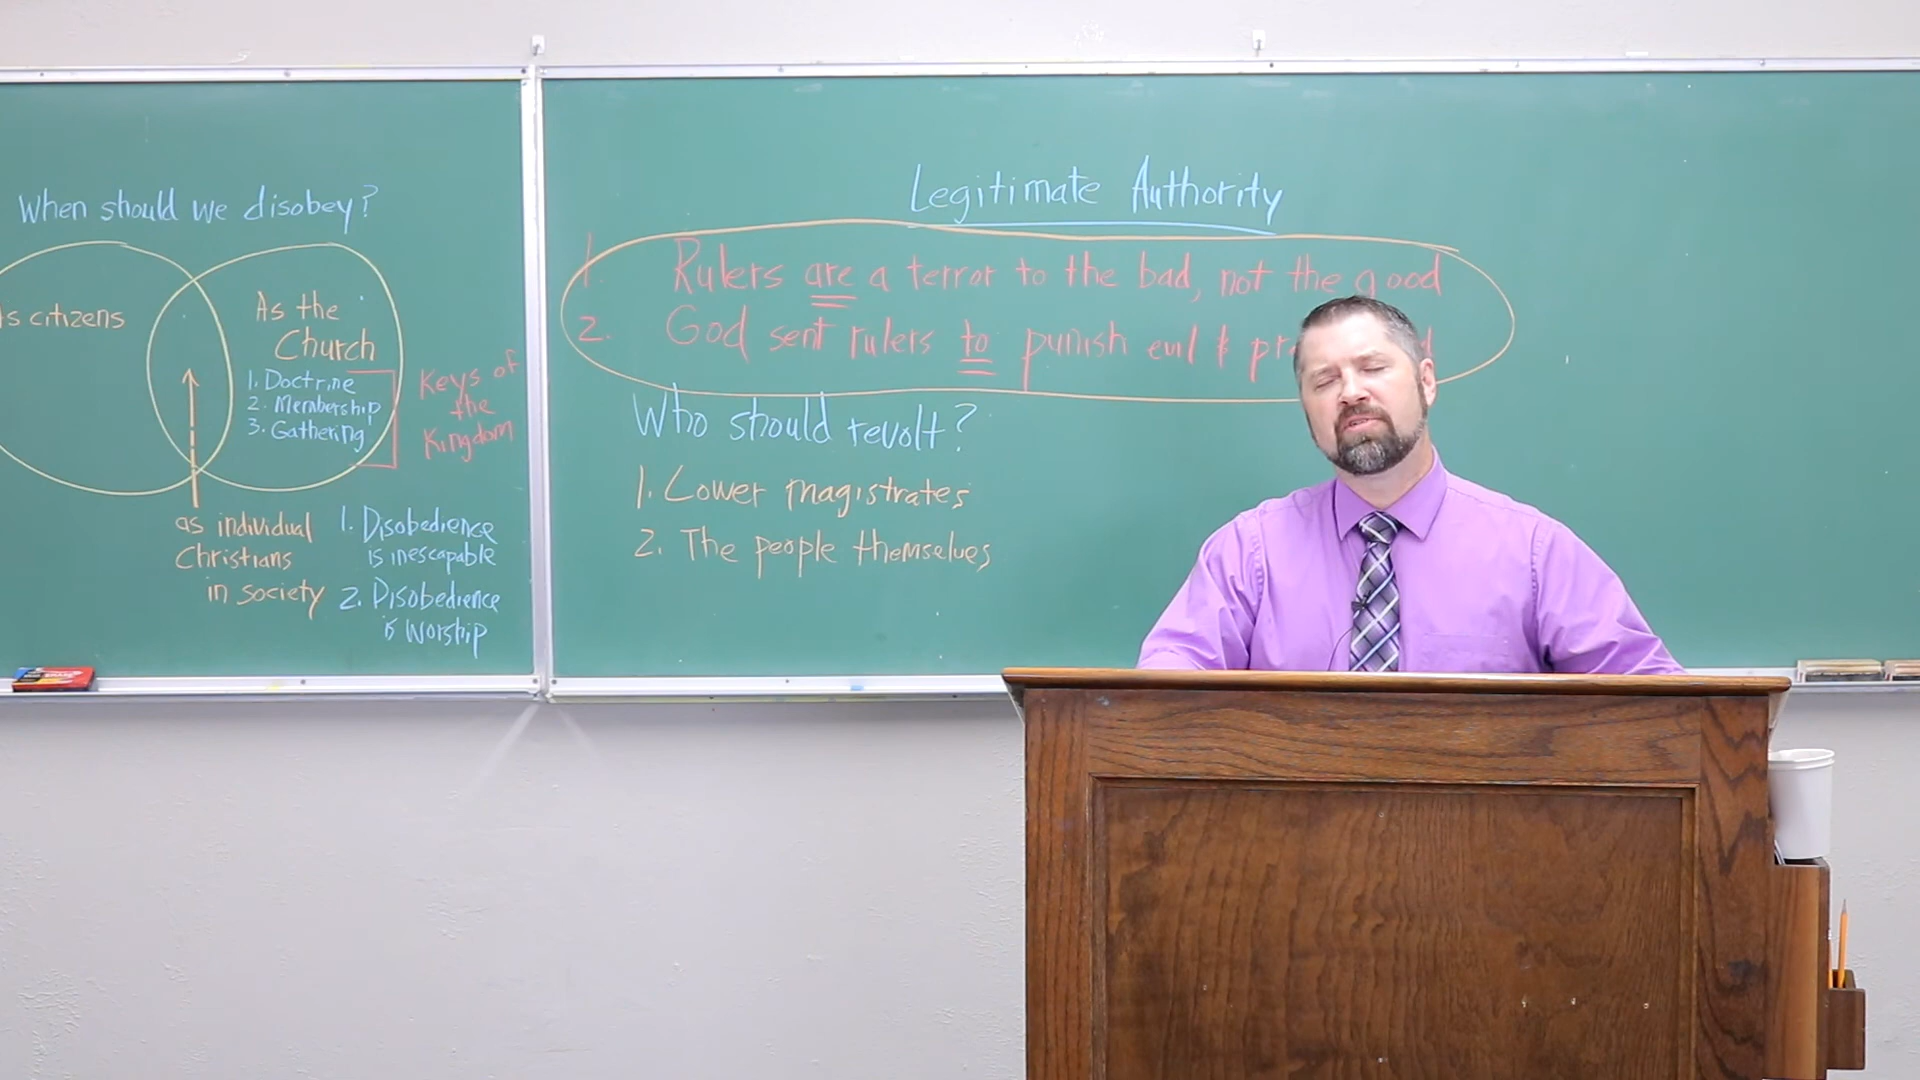 When should we disobey?
As citizens
As the
Church
1. Doctrine
2. Membership
3. Gathering
Keys of
the
Kingdom
as individual
Christians
in society
1. Disobedience
is inescapable
2. Disobedience
is worship
Legitimate Authority
1. Rulers are a terror to the bad, not the good
2. God sent rulers to punish evil &
Who should revolt?
1. Lower magistrates
2. The people themselves